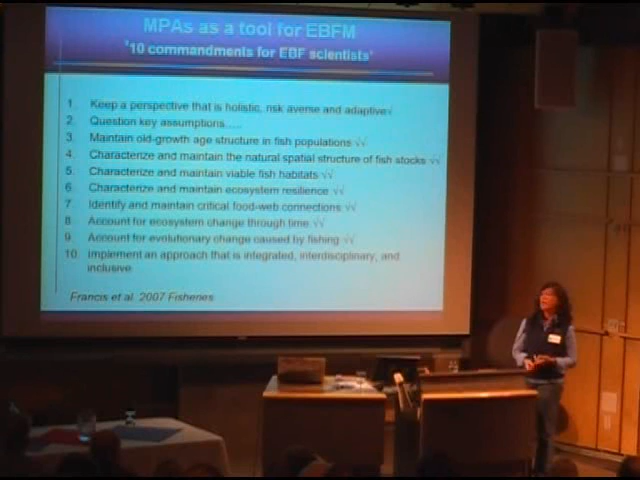 MPAs as a tool for EBFM
'10 commandments for EBF scientists'
1. Keep a perspective that is holistic, risk averse and adaptive√
2. Question key assumptions.....
3. Maintain old-growth age structure in fish populations √√
4. Characterize and maintain the natural spatial structure of fish stocks √√
5. Characterize and maintain viable fish habitats √√
6. Characterize and maintain ecosystem resilience √√
7. Identify and maintain critical food-web connections √√
8. Account for ecosystem change through time √√
9. Account for evolutionary change caused by fishing √√
10. Implement an approach that is integrated, interdisciplinary, and
inclusive
Francis et al. 2007 Fisheries